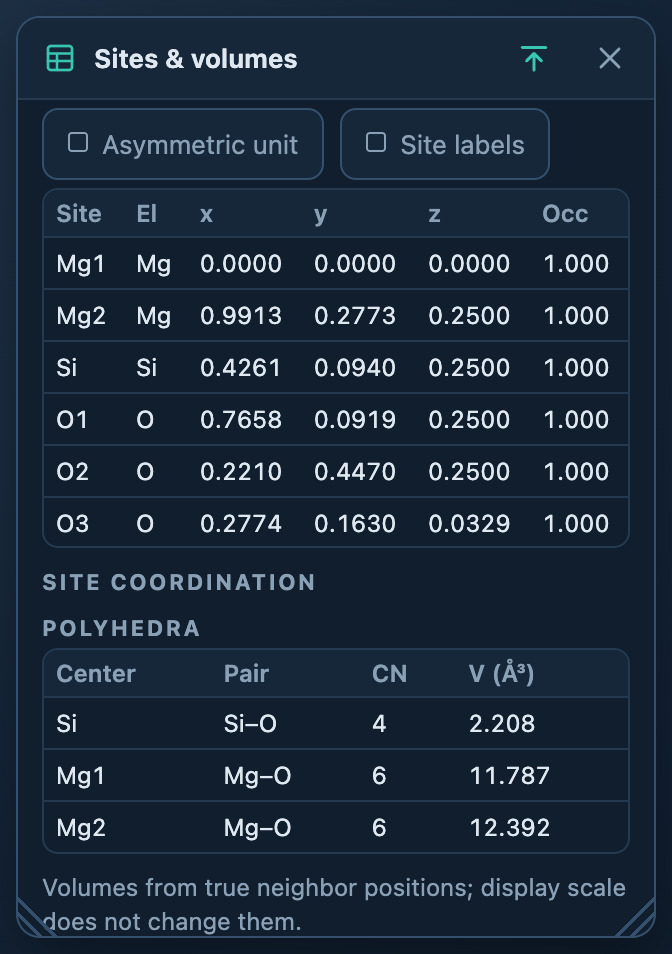 Sites & volumes
Asymmetric unit Site labels
Site El x y z Occ
Mg1 Mg 0.0000 0.0000 0.0000 1.000
Mg2 Mg 0.9913 0.2773 0.2500 1.000
Si Si 0.4261 0.0940 0.2500 1.000
O1 O 0.7658 0.0919 0.2500 1.000
O2 O 0.2210 0.4470 0.2500 1.000
O3 O 0.2774 0.1630 0.0329 1.000
SITE COORDINATION
POLYHEDRA
Center Pair CN V (Å³)
Si Si–O 4 2.208
Mg1 Mg–O 6 11.787
Mg2 Mg–O 6 12.392
Volumes from true neighbor positions; display scale
does not change them.